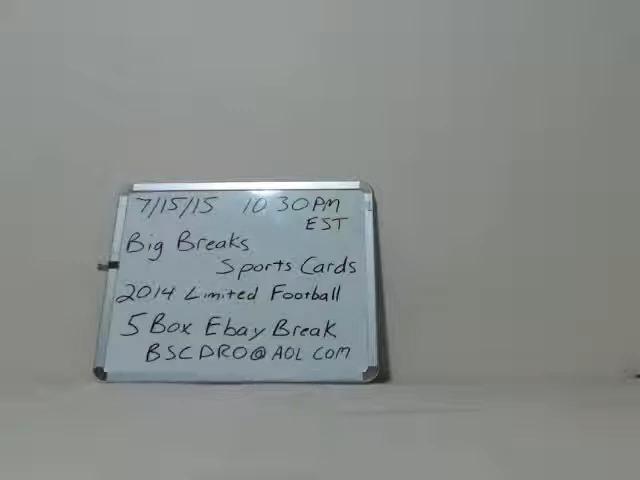 7/15/15 10 30PM
EST
Big Breaks
Sports Cards
2014 Limited Football
5 Box Ebay Break
BSCDRO@AOL COM